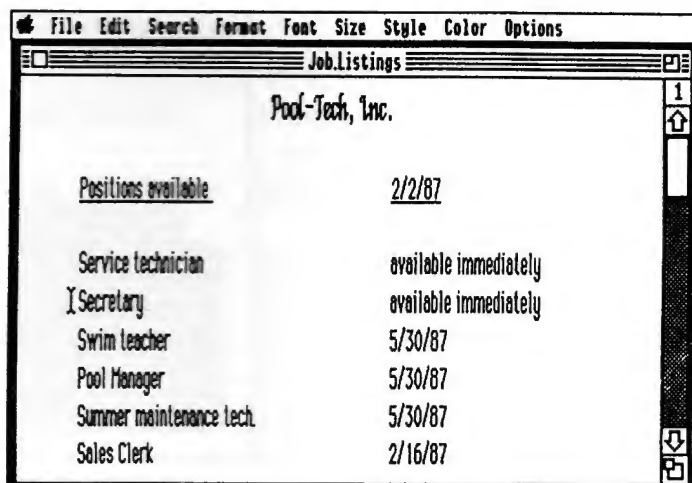 File Edit Search Format Font Size Style Color Options
Job.Listings
1
Pool-Tech, Inc.
Positions available 2/2/87
Service technician available immediately
Secretary available immediately
Swim teacher 5/30/87
Pool Manager 5/30/87
Summer maintenance tech. 5/30/87
Sales Clerk 2/16/87